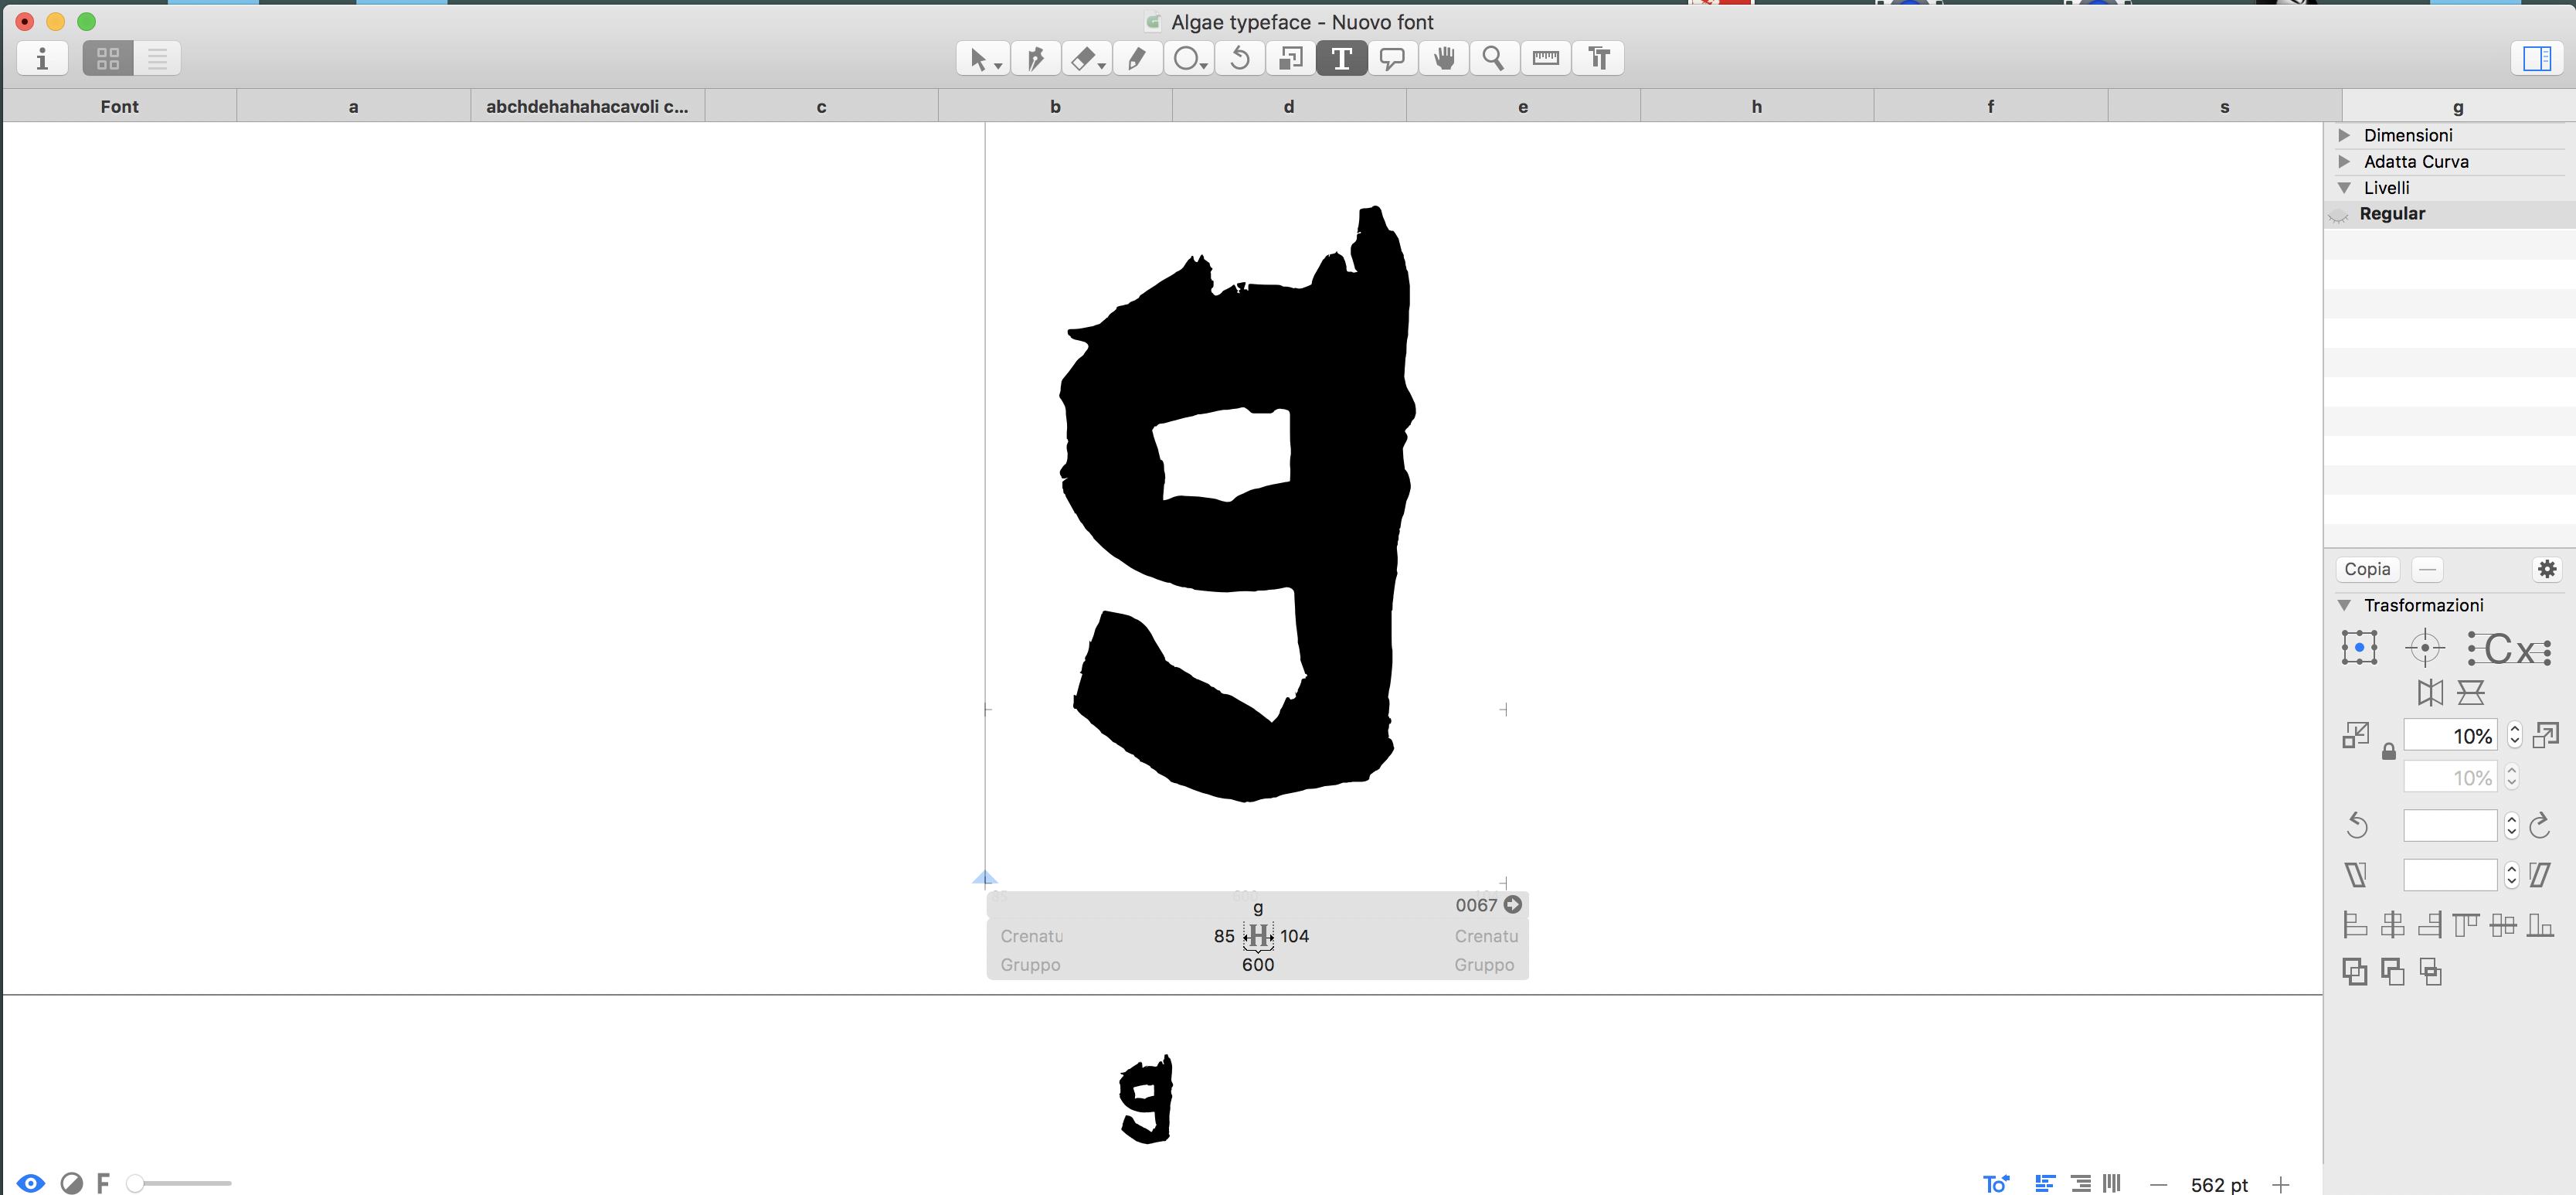 Algae typeface - Nuovo font
Font a abchdehahahacavoli c... c b d e h f s g
Dimensioni
Adatta Curva
Livelli
Regular
Copia
Trasformazioni
Cx
10%
10%
g
g 0067
Crenatu 85 H 104 Crenatu
Gruppo 600 Gruppo
g
F
562 pt